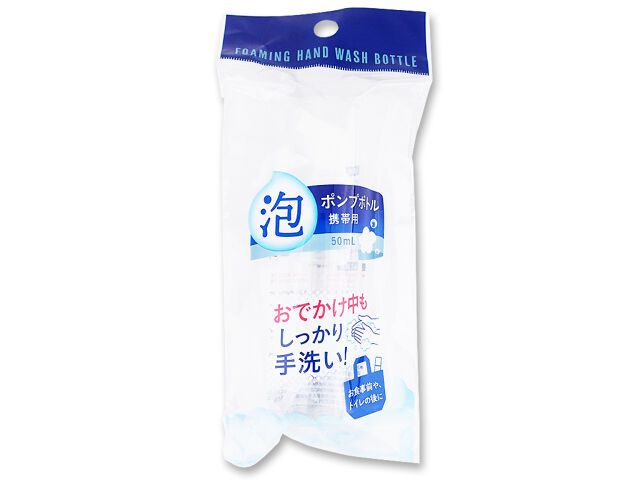 FOAMING HAND WASH BOTTLE
泡
ポンプボトル
携帯用
50mL
おでかけ中も
しっかり
手洗い!
お食事前や、
トイレの後に